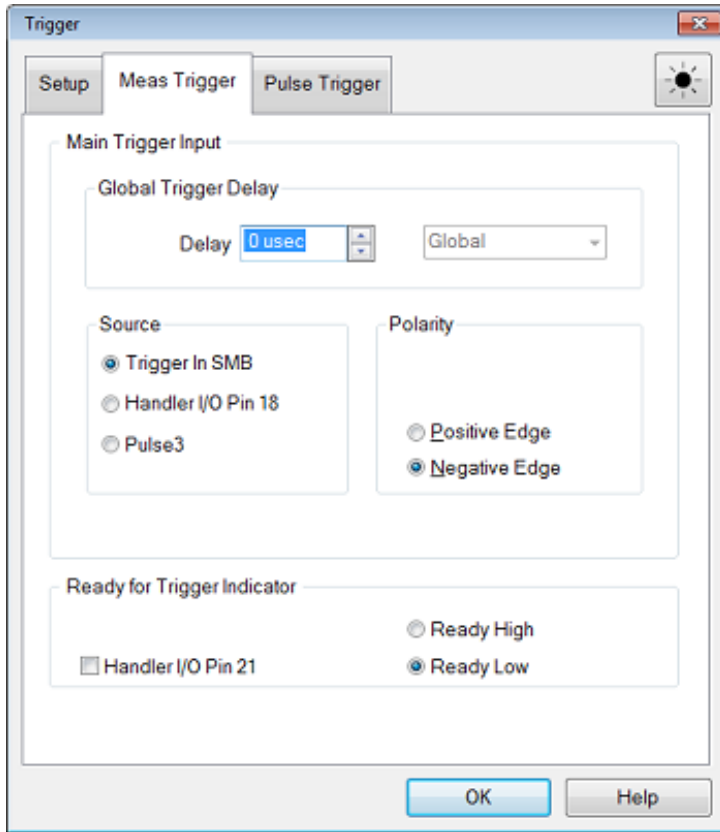 Trigger
Setup Meas Trigger Pulse Trigger
Main Trigger Input
Global Trigger Delay
Delay 0 usec Global
Source
Trigger In SMB
Handler I/O Pin 18
Pulse3
Polarity
Positive Edge
Negative Edge
Ready for Trigger Indicator
Handler I/O Pin 21
Ready High
Ready Low
OK Help